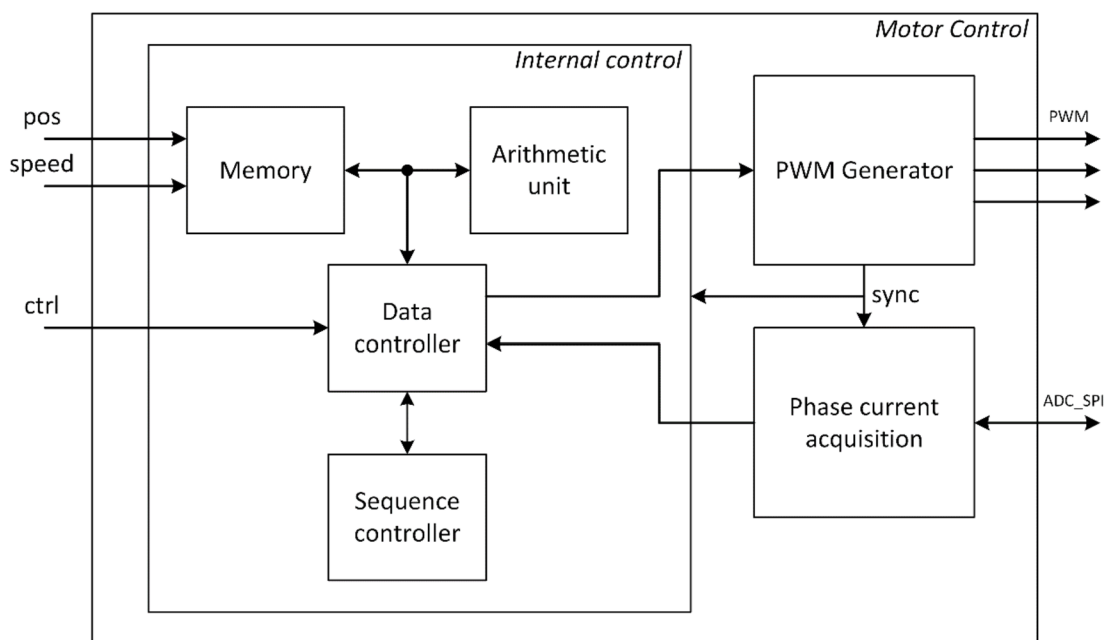 Motor Control
Internal control
pos
speed
Memory
Arithmetic
unit
PWM Generator
PWM
ctrl
Data
controller
sync
Phase current
acquisition
ADC_SPI
Sequence
controller